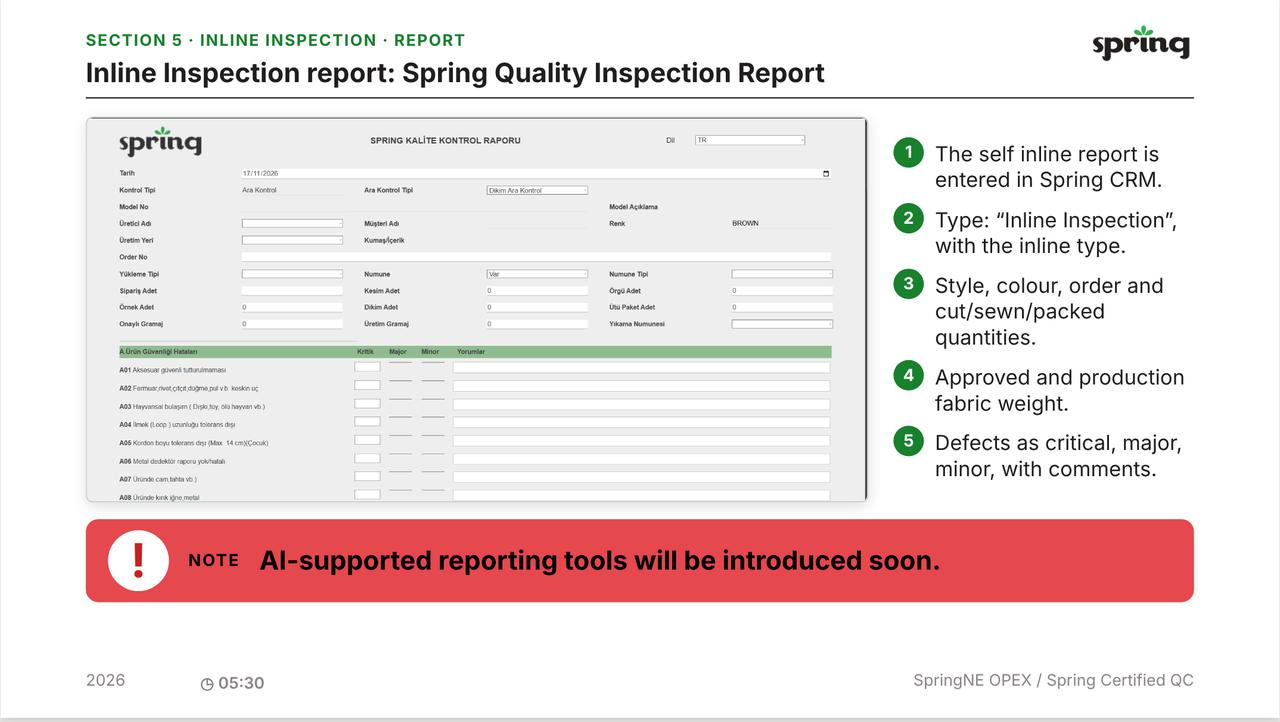 SECTION 5 · INLINE INSPECTION · REPORT
spring
Inline Inspection report: Spring Quality Inspection Report
spring
SPRING KALİTE KONTROL RAPORU
Dil
TR
Tarih
17/11/2026
Kontrol Tipi
Ara Kontrol
Ara Kontrol Tipi
Dikim Ara Kontrol
Model No
Model Açıklama
Üretici Adı
Müşteri Adı
Renk
BROWN
Üretim Yeri
Kumaş/İçerik
Order No
Yükleme Tipi
Numune
Var
Numune Tipi
Sipariş Adet
Kesim Adet
0
Örgü Adet
0
Örnek Adet
0
Dikim Adet
0
Ütü Paket Adet
0
Onaylı Gramaj
0
Üretim Gramaj
0
Yıkama Numunesi
A.Ürün Güvenliği Hataları
Kritik
Major
Minor
Yorumlar
A01 Aksesuar güvenli tutturulmaması
A02 Fermuar,rivet,çıtçıt,düğme,pul v.b. keskin uç
A03 Hayvansal bulaşım ( Dışkı,tüy, ölü hayvan vb.)
A04 İlmek (Loop ) uzunluğu tolerans dışı
A05 Kordon boyu tolerans dışı (Max 14 cm)(Çocuk)
A06 Metal dedektör raporu yok/hatalı
A07 Üründe cam,tahta vb.)
A08 Üründe kırık iğne,metal
1 The self inline report is
entered in Spring CRM.
2 Type: “Inline Inspection”,
with the inline type.
3 Style, colour, order and
cut/sewn/packed
quantities.
4 Approved and production
fabric weight.
5 Defects as critical, major,
minor, with comments.
! NOTE AI-supported reporting tools will be introduced soon.
2026
05:30
SpringNE OPEX / Spring Certified QC